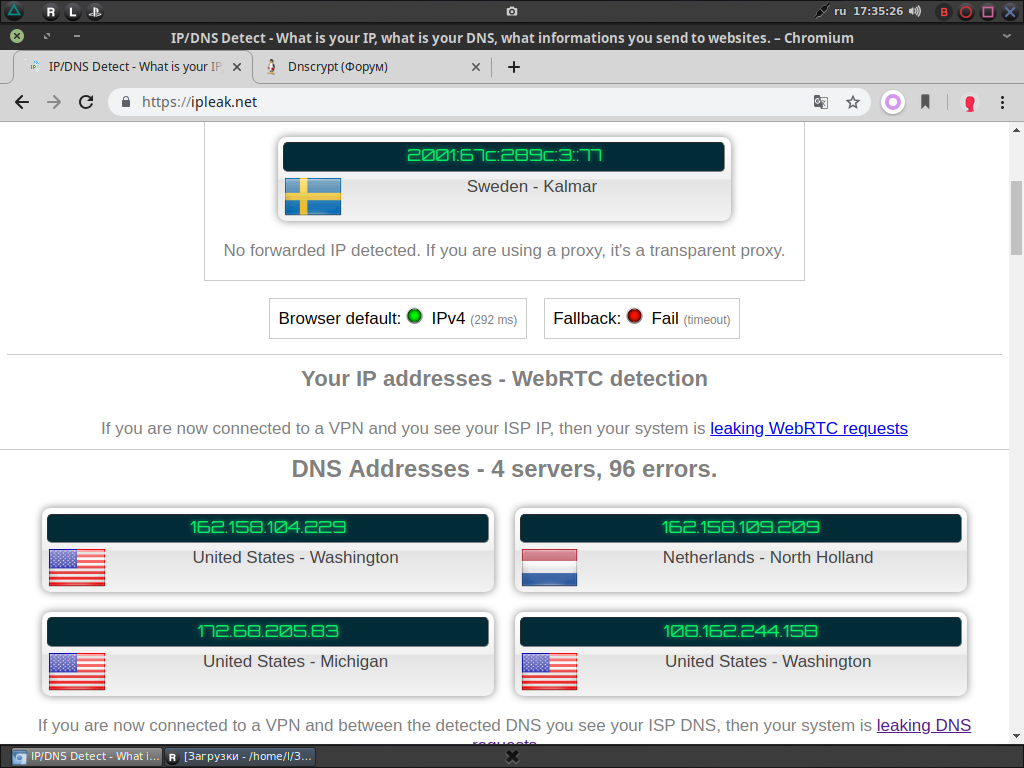 R L ru 17:35:26 B
IP/DNS Detect - What is your IP, what is your DNS, what informations you send to websites. – Chromium
IP/DNS Detect - What is your IP
Dnscrypt (Форум)
https://ipleak.net
2001:67c:289c:3::77
Sweden - Kalmar
No forwarded IP detected. If you are using a proxy, it's a transparent proxy.
Browser default: IPv4 (292 ms)
Fallback: Fail (timeout)
Your IP addresses - WebRTC detection
If you are now connected to a VPN and you see your ISP IP, then your system is leaking WebRTC requests
DNS Addresses - 4 servers, 96 errors.
162.158.104.229
United States - Washington
162.158.109.209
Netherlands - North Holland
172.68.205.83
United States - Michigan
108.162.244.158
United States - Washington
If you are now connected to a VPN and between the detected DNS you see your ISP DNS, then your system is leaking DNS
requests
IP/DNS Detect - What i...
R [Загрузки - /home/l/З...